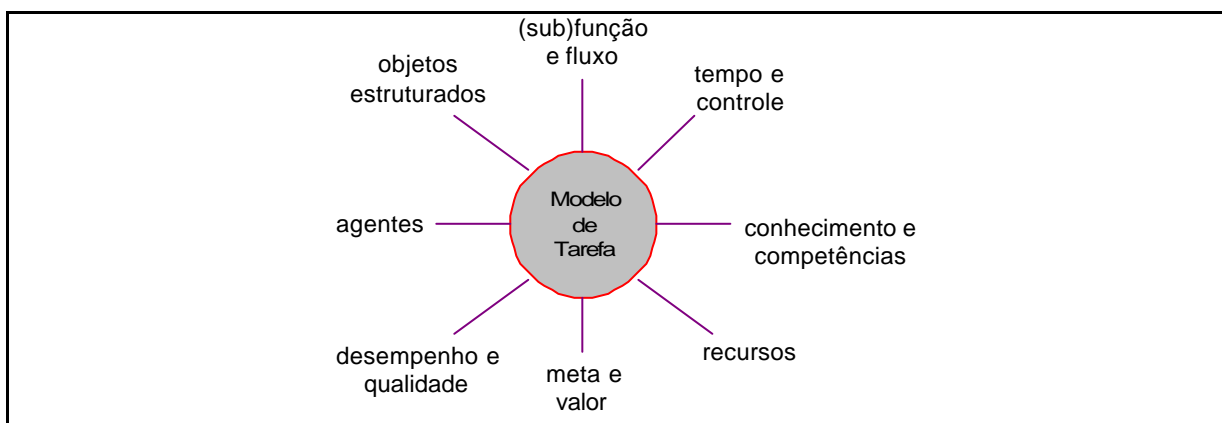 (sub)função
e fluxo
objetos
estruturados
tempo e
controle
Modelo
de
Tarefa
agentes
conhecimento e
competências
desempenho e
qualidade
meta e
valor
recursos